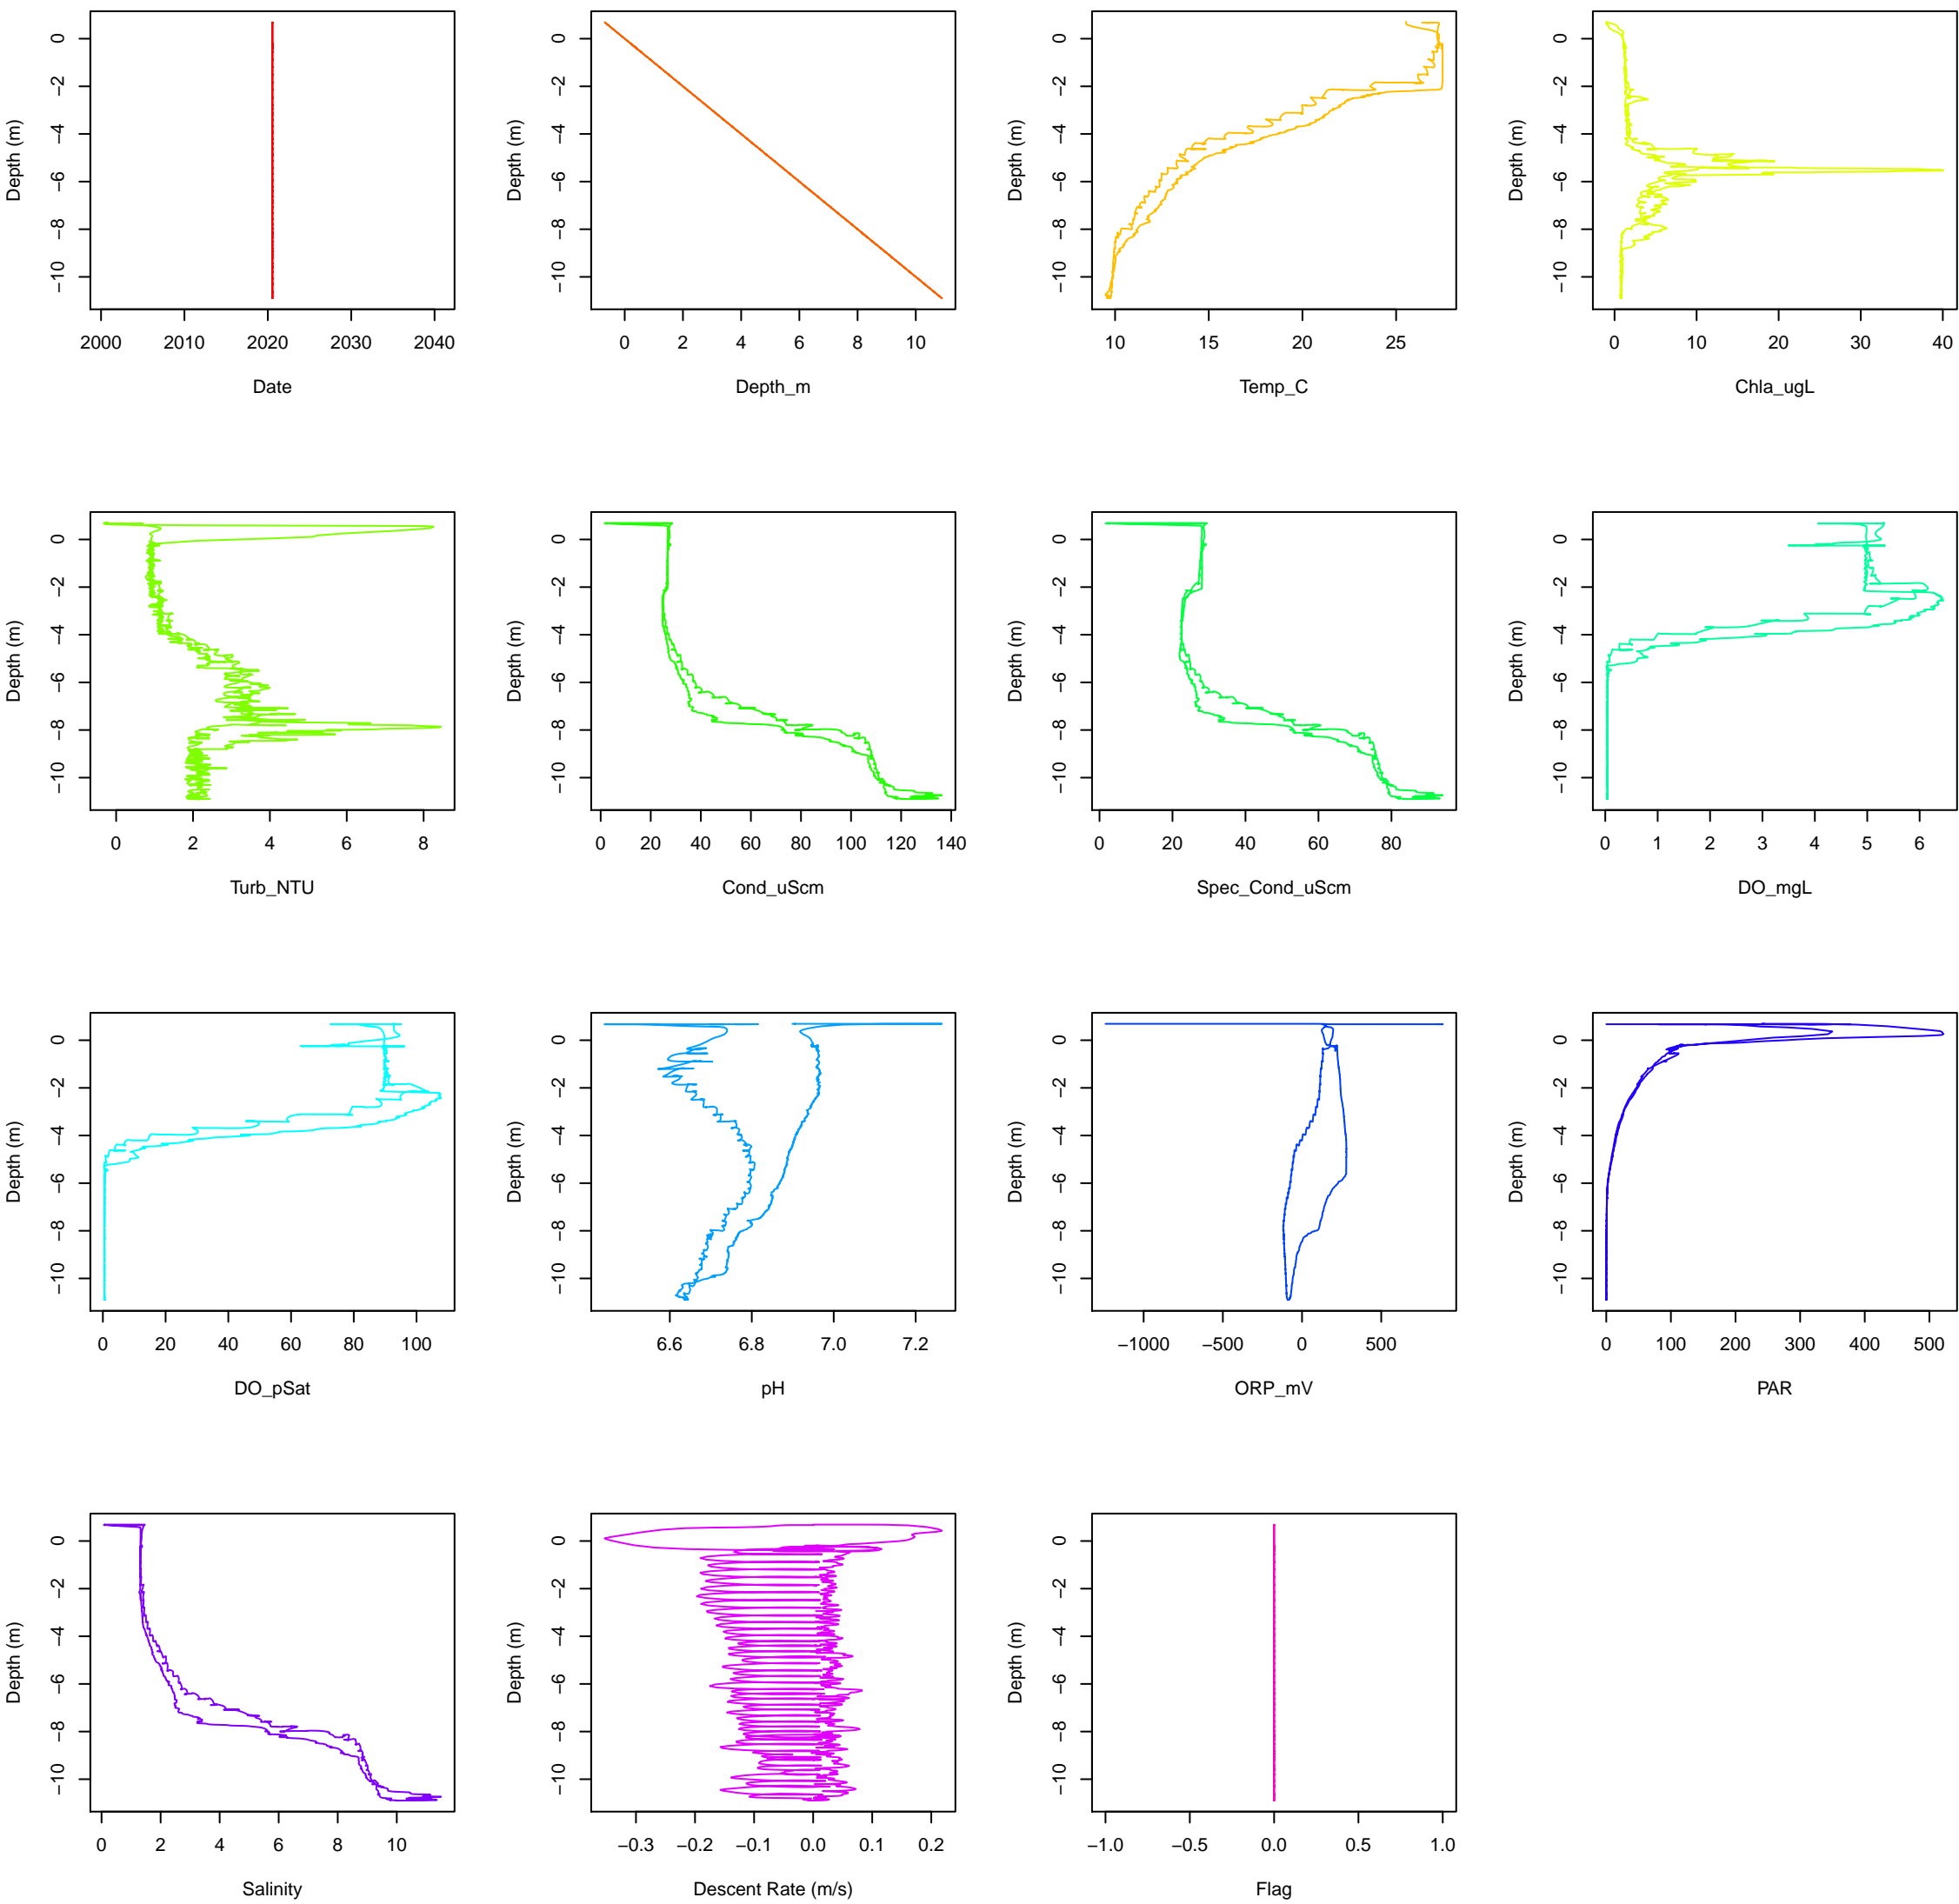 Depth (m)
0
−2
−4
−6
−8
−10
2000 2010 2020 2030 2040
Date
Depth (m)
0
−2
−4
−6
−8
−10
0 2 4 6 8 10
Depth_m
Depth (m)
0
−2
−4
−6
−8
−10
10 15 20 25
Temp_C
Depth (m)
0
−2
−4
−6
−8
−10
0 10 20 30 40
Chla_ugL
Depth (m)
0
−2
−4
−6
−8
−10
0 2 4 6 8
Turb_NTU
Depth (m)
0
−2
−4
−6
−8
−10
0 20 40 60 80 100 120 140
Cond_uScm
Depth (m)
0
−2
−4
−6
−8
−10
0 20 40 60 80
Spec_Cond_uScm
Depth (m)
0
−2
−4
−6
−8
−10
0 1 2 3 4 5 6
DO_mgL
Depth (m)
0
−2
−4
−6
−8
−10
0 20 40 60 80 100
DO_pSat
Depth (m)
0
−2
−4
−6
−8
−10
6.6 6.8 7.0 7.2
pH
Depth (m)
0
−2
−4
−6
−8
−10
−1000 −500 0 500
ORP_mV
Depth (m)
0
−2
−4
−6
−8
−10
0 100 200 300 400 500
PAR
Depth (m)
0
−2
−4
−6
−8
−10
0 2 4 6 8 10
Salinity
Depth (m)
0
−2
−4
−6
−8
−10
−0.3 −0.2 −0.1 0.0 0.1 0.2
Descent Rate (m/s)
Depth (m)
0
−2
−4
−6
−8
−10
−1.0 −0.5 0.0 0.5 1.0
Flag